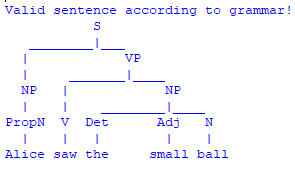 Valid sentence according to grammar!
S
VP
NP NP
PropN V Det Adj N
Alice saw the small ball